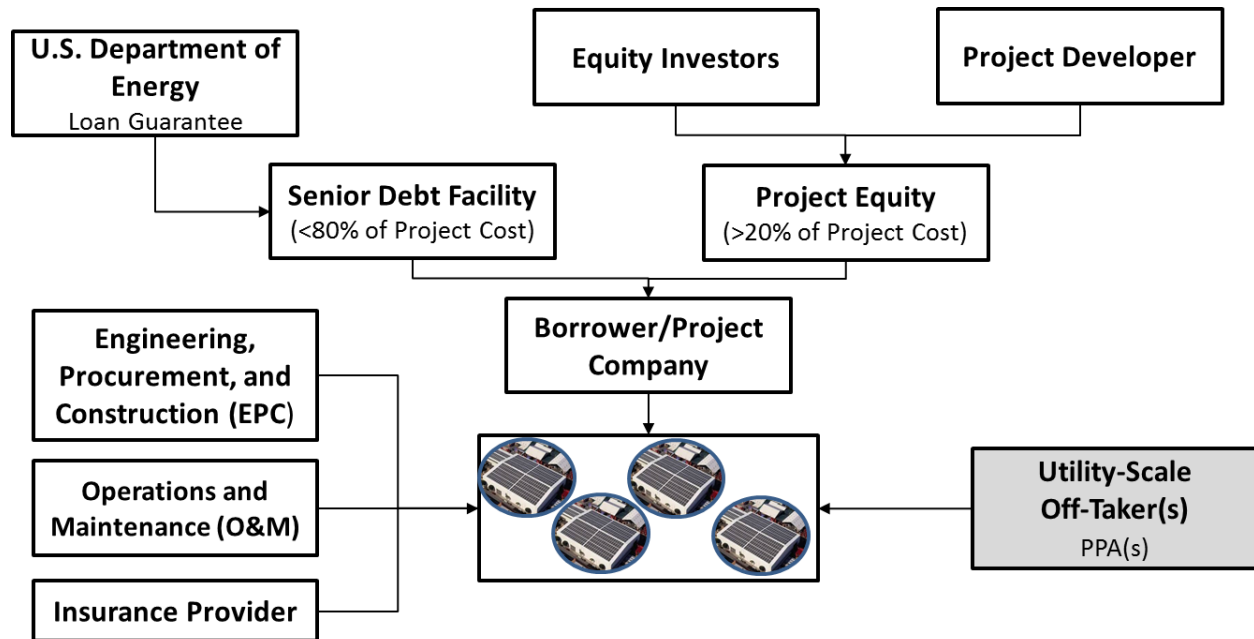 U.S. Department of
Energy
Loan Guarantee
Equity Investors
Project Developer
Senior Debt Facility
(<80% of Project Cost)
Project Equity
(>20% of Project Cost)
Borrower/Project
Company
Engineering,
Procurement, and
Construction (EPC)
Operations and
Maintenance (O&M)
Insurance Provider
Utility-Scale
Off-Taker(s)
PPA(s)